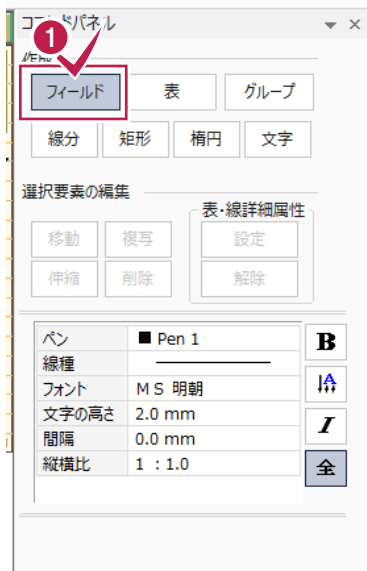 コマンドパネル
1
作成
フィールド 表 グループ
線分 矩形 楕円 文字
選択要素の編集
表・線詳細属性
移動 複写 設定
伸縮 削除 解除
ペン Pen 1
線種
フォント ＭＳ 明朝
文字の高さ 2.0 mm
間隔 0.0 mm
縦横比 1 : 1.0
B
A
I
全